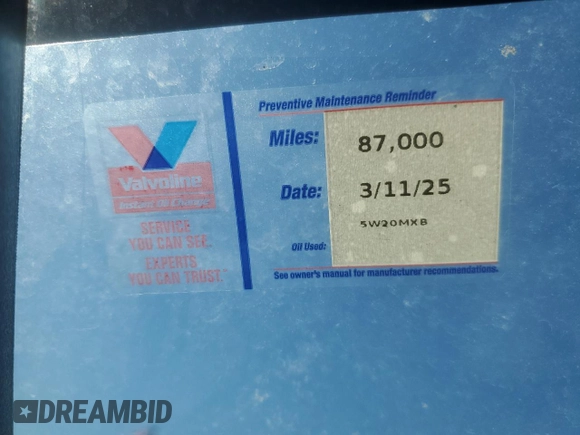 Preventive Maintenance Reminder
Valvoline
Instant Oil Change
SERVICE
YOU CAN SEE.
EXPERTS
YOU CAN TRUST.™
Miles: 87,000
Date: 3/11/25
Oil Used: 5W20MXB
See owner's manual for manufacturer recommendations.
DREAMBID